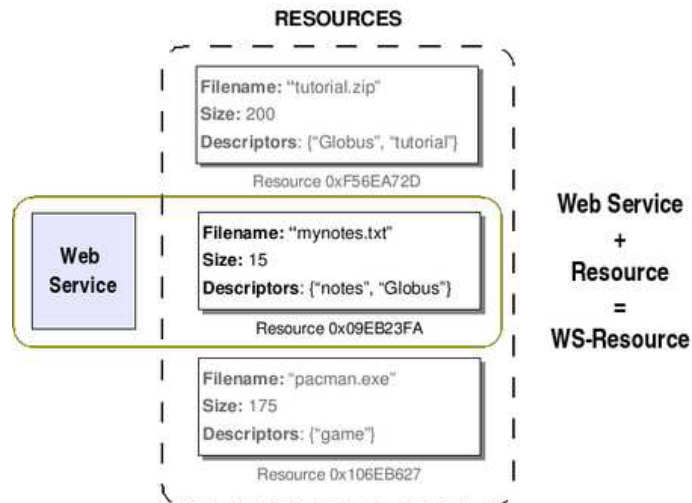 RESOURCES
Filename: “tutorial.zip”
Size: 200
Descriptors: {“Globus”, “tutorial”}
Resource 0xF56EA72D
Web
Service
Filename: “mynotes.txt”
Size: 15
Descriptors: {“notes”, “Globus”}
Resource 0x09EB23FA
Filename: “pacman.exe”
Size: 175
Descriptors: {“game”}
Resource 0x106EB627
Web Service
+
Resource
=
WS-Resource